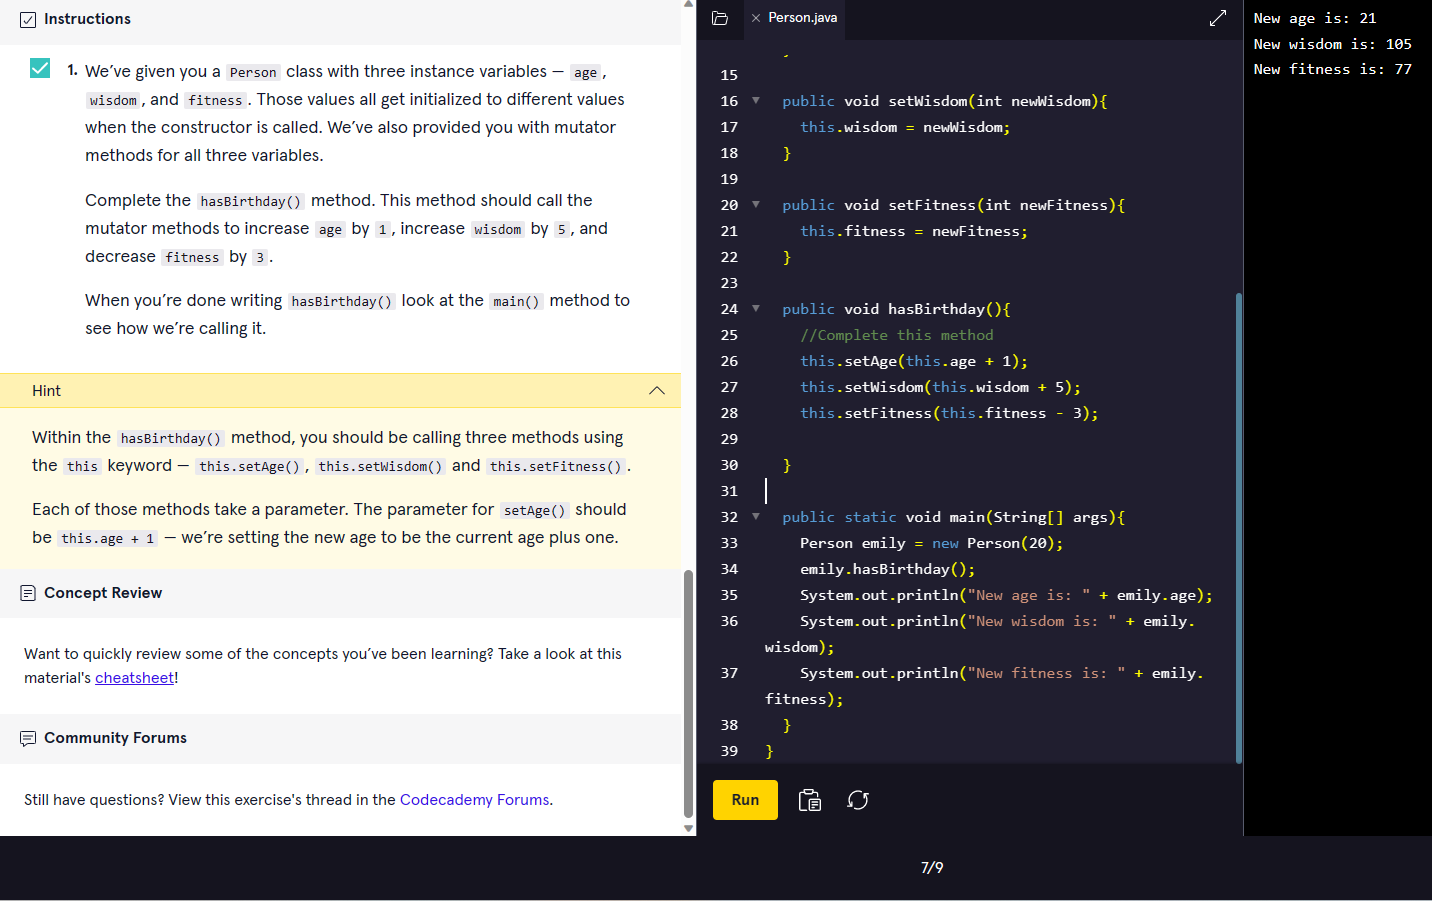 Instructions
1. We've given you a Person class with three instance variables — age,
wisdom, and fitness. Those values all get initialized to different values
when the constructor is called. We've also provided you with mutator
methods for all three variables.
Complete the hasBirthday() method. This method should call the
mutator methods to increase age by 1, increase wisdom by 5, and
decrease fitness by 3.
When you're done writing hasBirthday() look at the main() method to
see how we're calling it.
Hint
Within the hasBirthday() method, you should be calling three methods using
the this keyword — this.setAge(), this.setWisdom() and this.setFitness().
Each of those methods take a parameter. The parameter for setAge() should
be this.age + 1 — we're setting the new age to be the current age plus one.
Concept Review
Want to quickly review some of the concepts you've been learning? Take a look at this
material's cheatsheet!
Community Forums
Still have questions? View this exercise's thread in the Codecademy Forums.
Person.java
15
16 public void setWisdom(int newWisdom){
17 this.wisdom = newWisdom;
18 }
19
20 public void setFitness(int newFitness){
21 this.fitness = newFitness;
22 }
23
24 public void hasBirthday(){
25 //Complete this method
26 this.setAge(this.age + 1);
27 this.setWisdom(this.wisdom + 5);
28 this.setFitness(this.fitness - 3);
29
30 }
31
32 public static void main(String[] args){
33 Person emily = new Person(20);
34 emily.hasBirthday();
35 System.out.println("New age is: " + emily.age);
36 System.out.println("New wisdom is: " + emily.
wisdom);
37 System.out.println("New fitness is: " + emily.
fitness);
38 }
39 }
Run
New age is: 21
New wisdom is: 105
New fitness is: 77
7/9